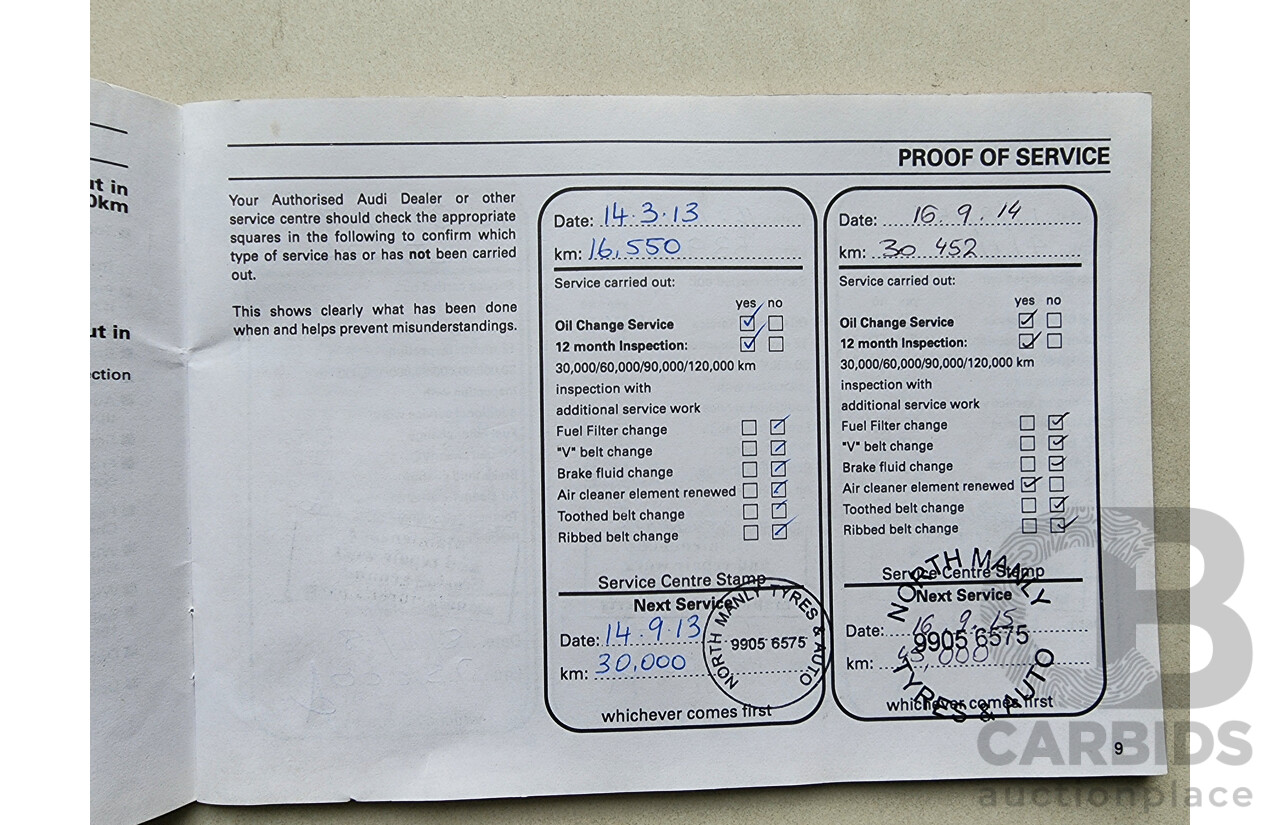 ut in
0km
ut in
ction
PROOF OF SERVICE
Your Authorised Audi Dealer or other
service centre should check the appropriate
squares in the following to confirm which
type of service has or has not been carried
out.
This shows clearly what has been done
when and helps prevent misunderstandings.
Date: 14.3.13
km: 16,550
Service carried out:
yes no
Oil Change Service
12 month Inspection:
30,000/60,000/90,000/120,000 km
inspection with
additional service work
Fuel Filter change
"V" belt change
Brake fluid change
Air cleaner element renewed
Toothed belt change
Ribbed belt change
Service Centre Stamp
Next Service
Date: 14.9.13
km: 30,000
whichever comes first
NORTH MANLY TYRES & AUTO
9905 6575
Date: 16.9.14
km: 30 452
Service carried out:
yes no
Oil Change Service
12 month Inspection:
30,000/60,000/90,000/120,000 km
inspection with
additional service work
Fuel Filter change
"V" belt change
Brake fluid change
Air cleaner element renewed
Toothed belt change
Ribbed belt change
Service Centre Stamp
Next Service
Date: 16.9.15
km: 45,000
whichever comes first
NORTH MANLY
9905 6575
TYRES & AUTO
9
CARBIDS
auctionplace